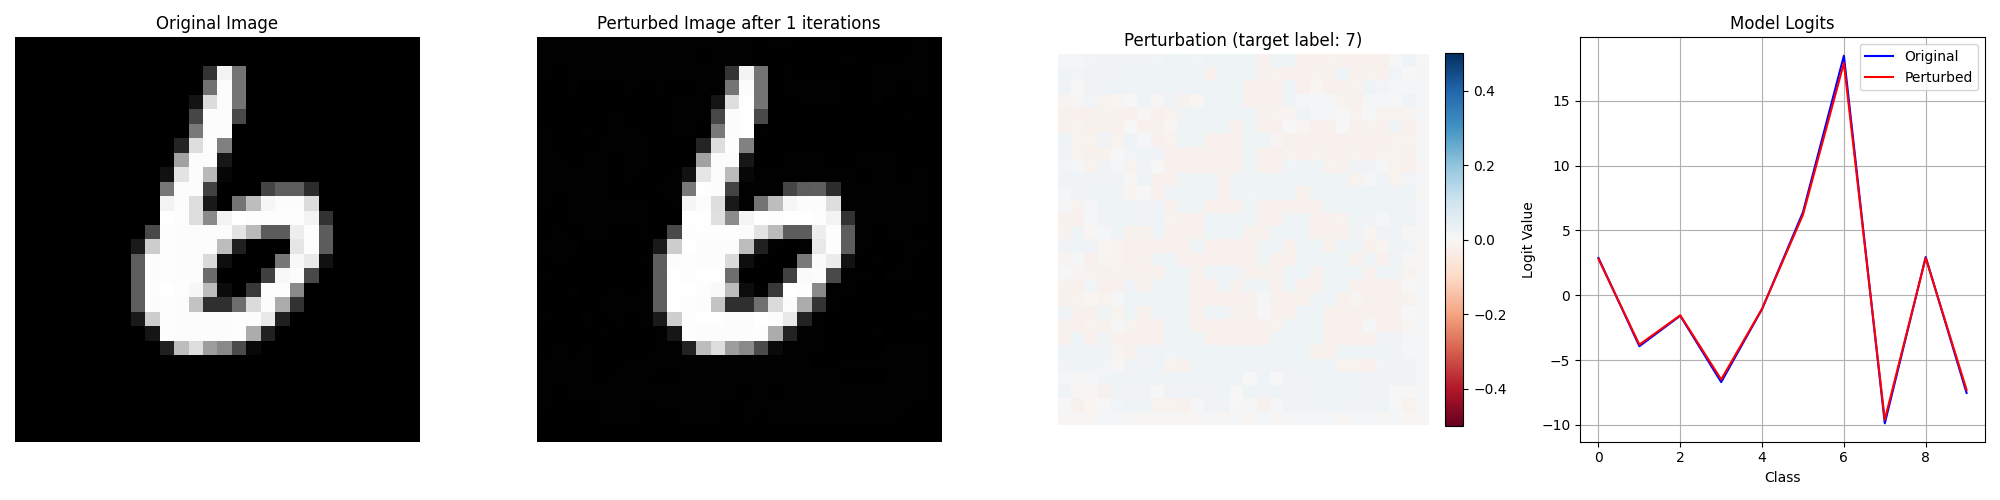 Original Image
Perturbed Image after 1 iterations
Perturbation (target label: 7)
Model Logits
6
6
0.4
0.2
0.0
−0.2
−0.4
Logit Value
15
10
5
0
−5
−10
Original
Perturbed
0 2 4 6 8
Class